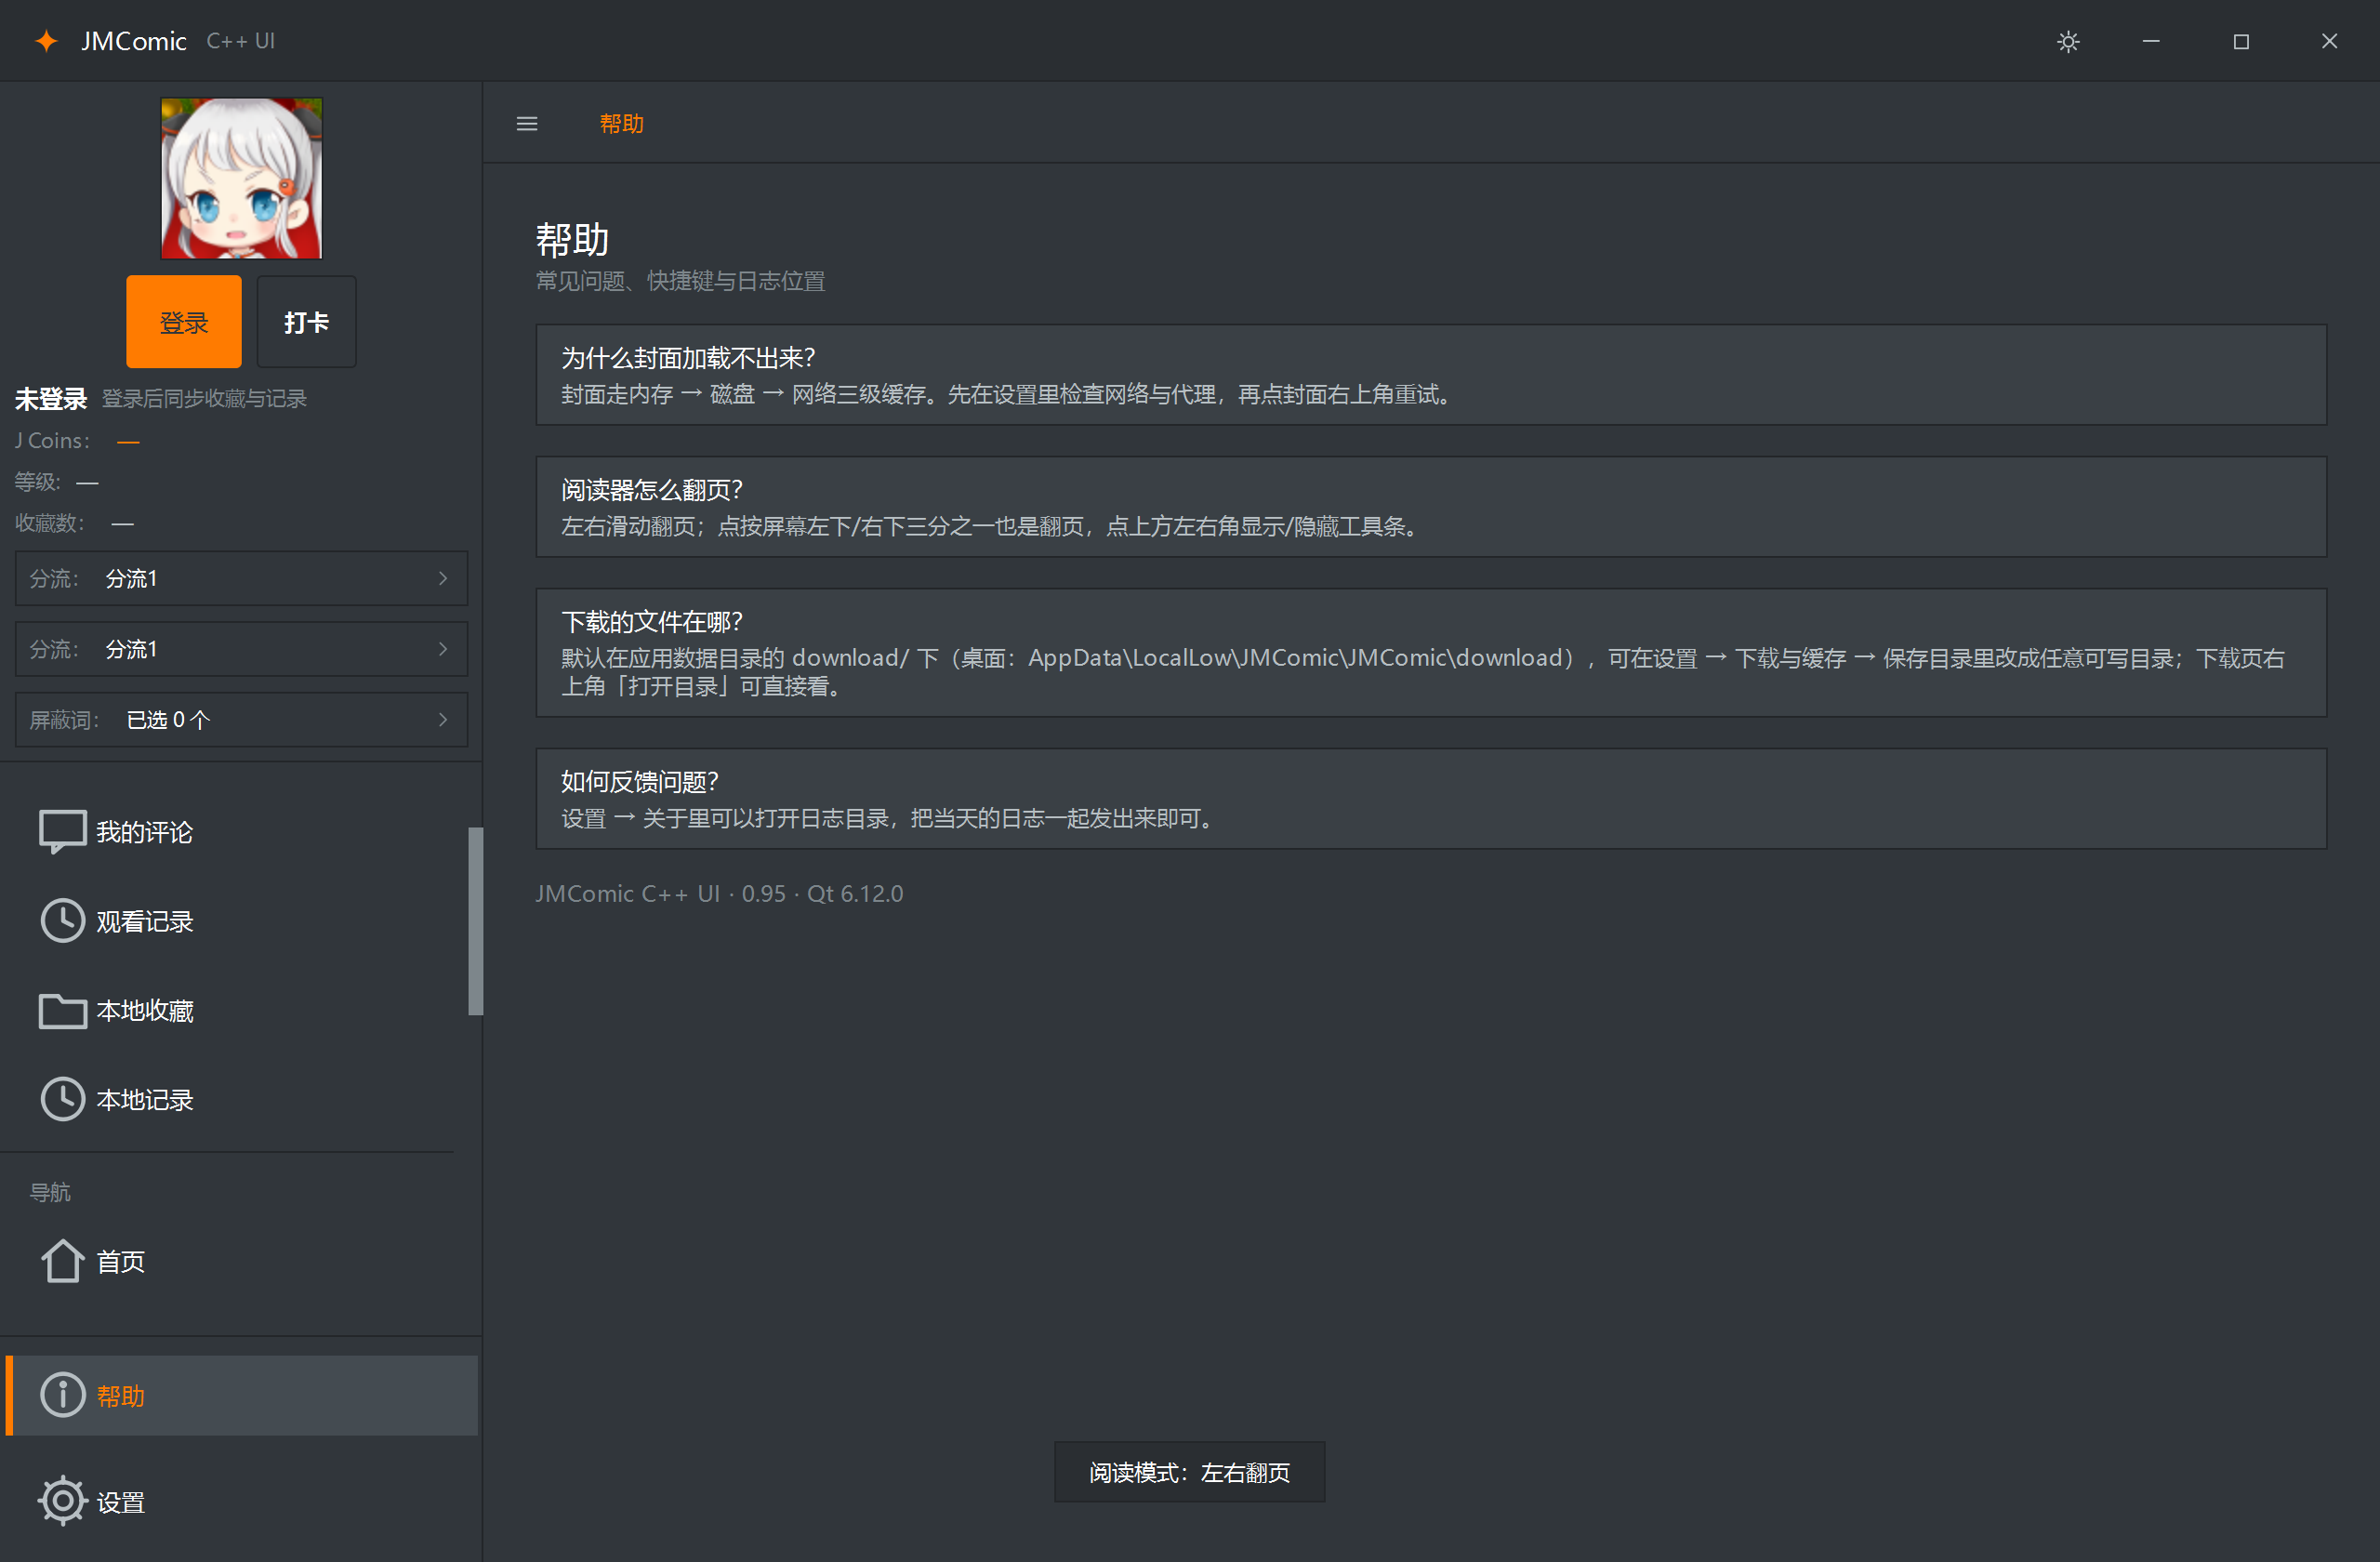 JMComic C++ UI
登录
打卡
未登录 登录后同步收藏与记录
J Coins: —
等级: —
收藏数: —
分流: 分流1
分流: 分流1
屏蔽词: 已选 0 个
我的评论
观看记录
本地收藏
本地记录
导航
首页
帮助
设置
帮助
帮助
常见问题、快捷键与日志位置
为什么封面加载不出来?
封面走内存 → 磁盘 → 网络三级缓存。先在设置里检查网络与代理，再点封面右上角重试。
阅读器怎么翻页?
左右滑动翻页；点按屏幕左下/右下三分之一也是翻页，点上方左右角显示/隐藏工具条。
下载的文件在哪?
默认在应用数据目录的 download/ 下（桌面：AppData\LocalLow\JMComic\JMComic\download），可在设置 → 下载与缓存 → 保存目录里改成任意可写目录；下载页右
上角「打开目录」可直接看。
如何反馈问题?
设置 → 关于里可以打开日志目录，把当天的日志一起发出来即可。
JMComic C++ UI · 0.95 · Qt 6.12.0
阅读模式：左右翻页